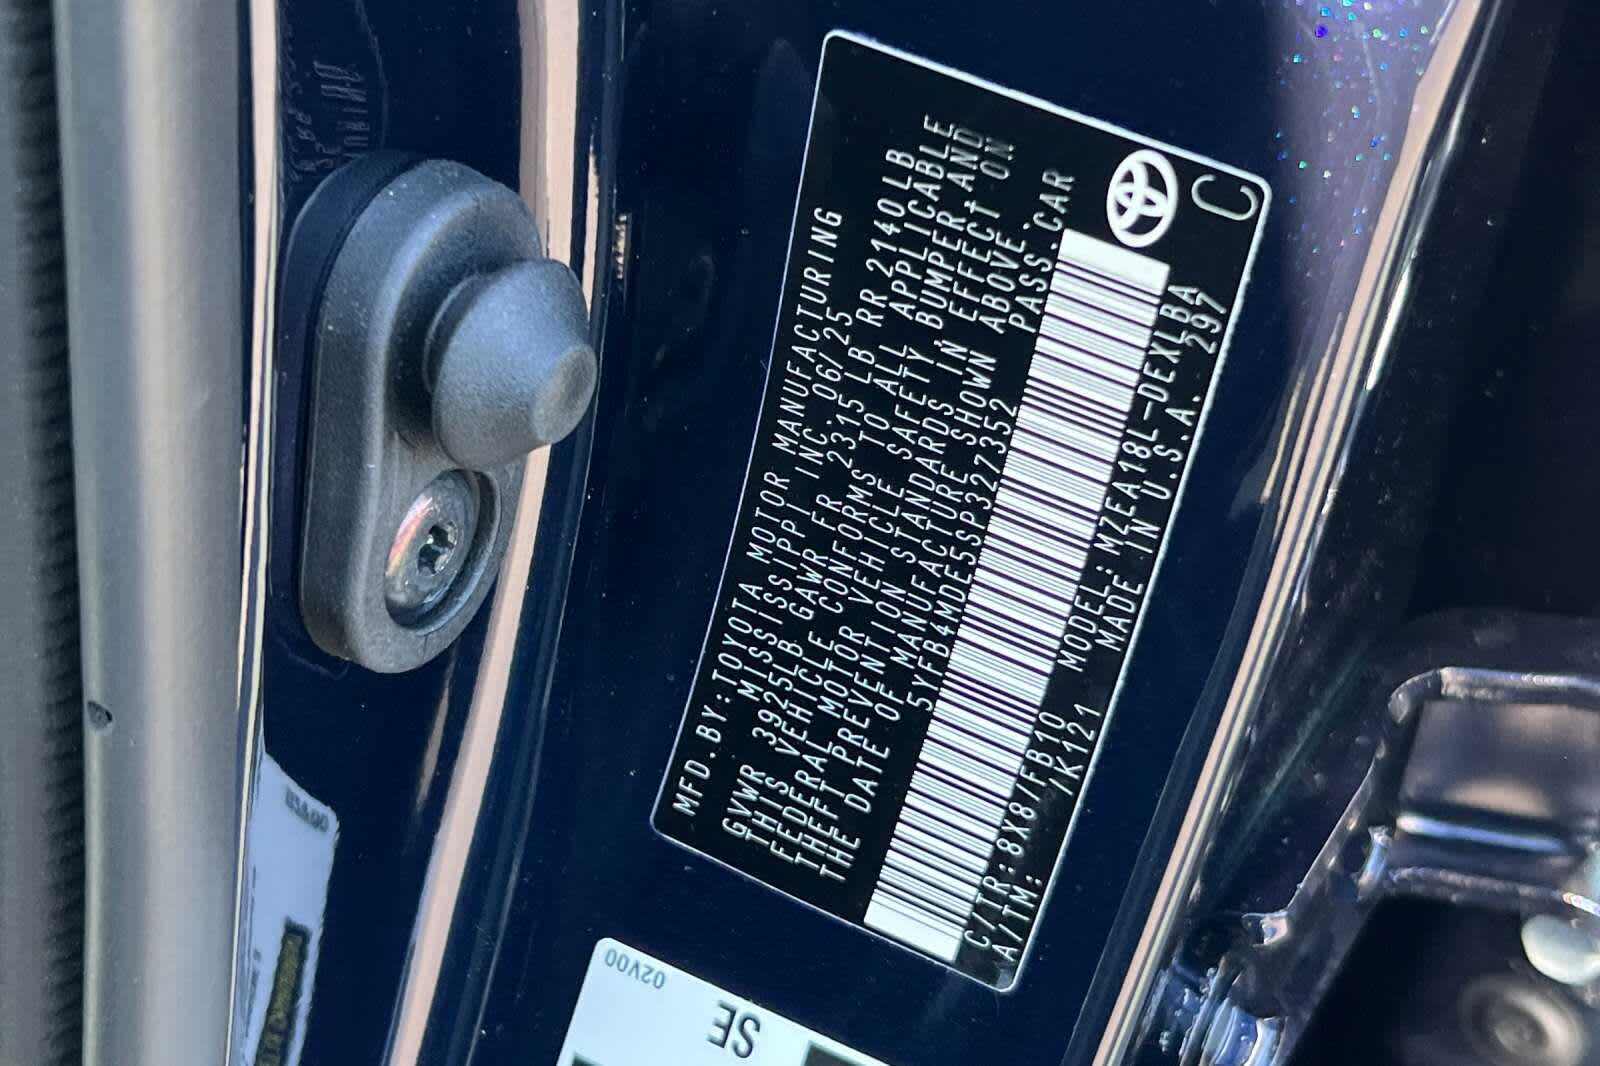 MFD.BY:TOYOTA MOTOR MANUFACTURING
MISSISSIPPI INC. 06/25
GVWR 3925LB GAWR FR 2315 LB RR 2140LB
THIS VEHICLE CONFORMS TO ALL APPLICABLE
FEDERAL MOTOR VEHICLE SAFETY, BUMPER, AND
THEFT PREVENTION STANDARDS IN EFFECT ON
THE DATE OF MANUFACTURE SHOWN ABOVE.
5YFB4MDE5SP327352 PASS.CAR
C/TR:8X8/FB10 MODEL:MZEA18L-DEXLBA
A/TM: /K121 MADE IN U.S.A. 297
C
02V00
SE